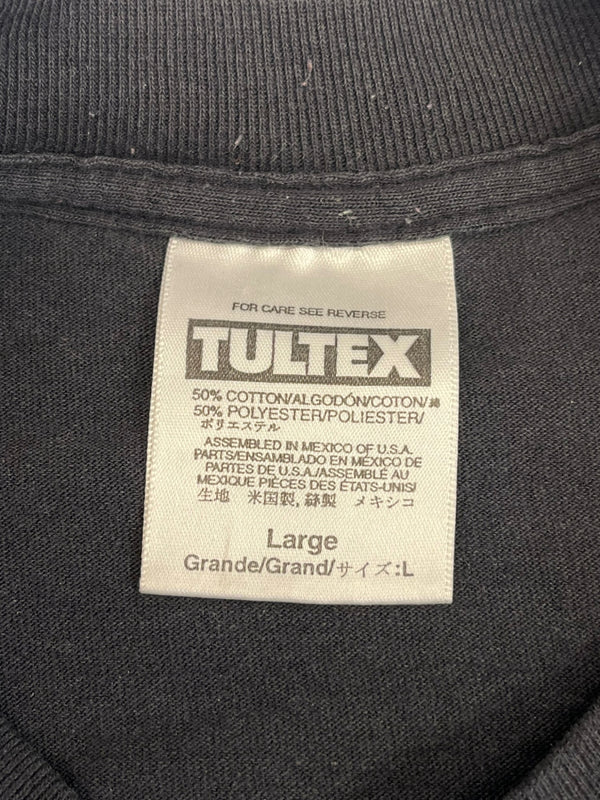 FOR CARE SEE REVERSE
TULTEX
50% COTTON/ALGODÓN/COTON/綿
50% POLYESTER/POLIESTER/
ポリエステル
ASSEMBLED IN MEXICO OF U.S.A.
PARTS/ENSAMBLADO EN MÉXICO DE
PARTES DE U.S.A./ASSEMBLÉ AU
MEXIQUE PIÈCES DES ÉTATS-UNIS/
生地 米国製, 縫製 メキシコ
Large
Grande/Grand/サイズ:L